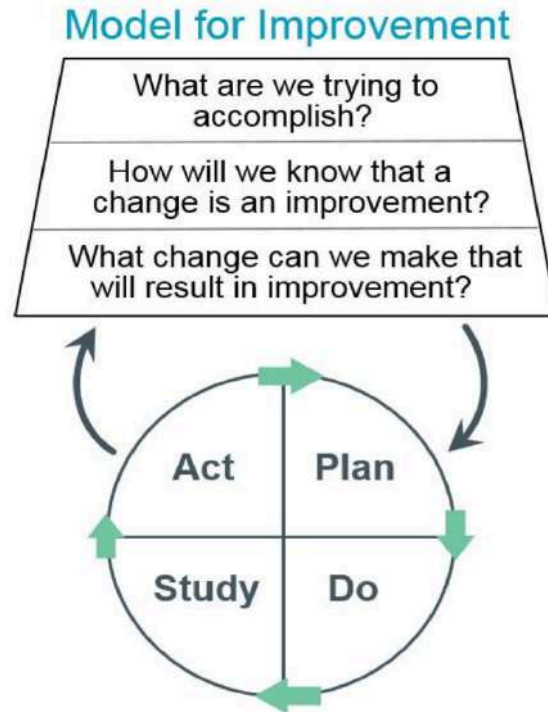 Model for Improvement
What are we trying to
accomplish?
How will we know that a
change is an improvement?
What change can we make that
will result in improvement?
Act
Plan
Study
Do